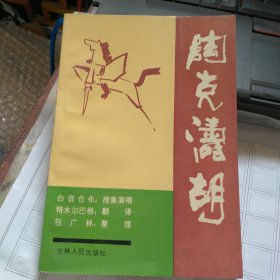 陶克涛胡
白音仓布：搜集演唱
特木尔巴根：翻译
包广林：整理
吉林人民出版社